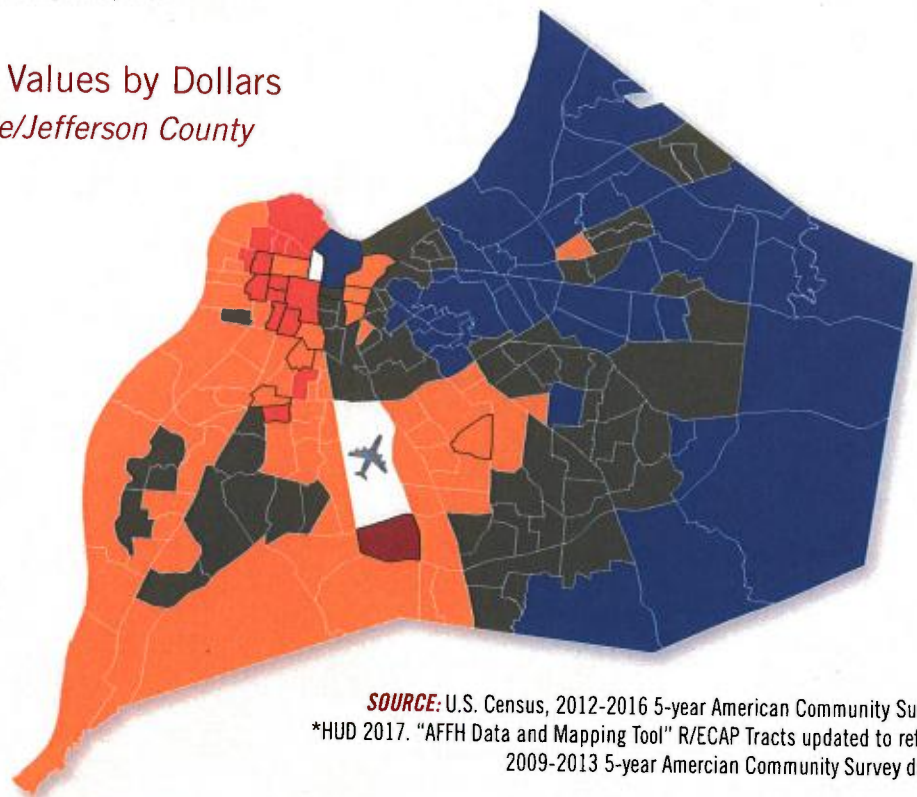 Values by Dollars
e/Jefferson County
SOURCE: U.S. Census, 2012-2016 5-year American Community Su
*HUD 2017. "AFFH Data and Mapping Tool" R/ECAP Tracts updated to ref
2009-2013 5-year Amercian Community Survey d